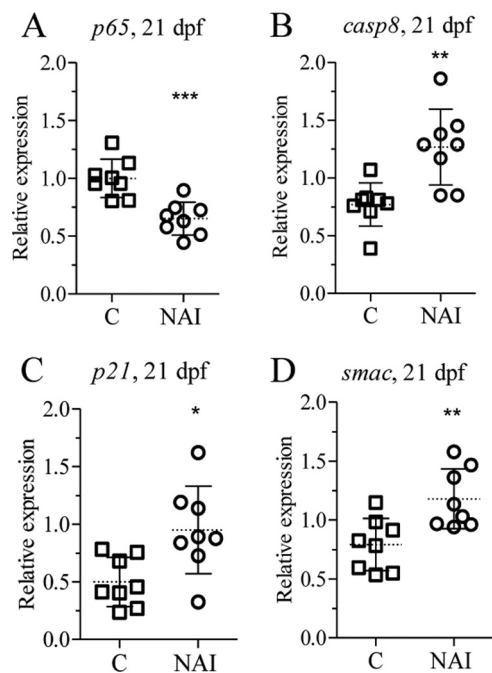 A
p65, 21 dpf
Relative expression
2.0
1.5
1.0
0.5
0.0
***
C
NAI
B
casp8, 21 dpf
Relative expression
2.0
1.5
1.0
0.5
0.0
**
C
NAI
C
p21, 21 dpf
Relative expression
2.0
1.5
1.0
0.5
0.0
*
C
NAI
D
smac, 21 dpf
Relative expression
2.0
1.5
1.0
0.5
0.0
**
C
NAI